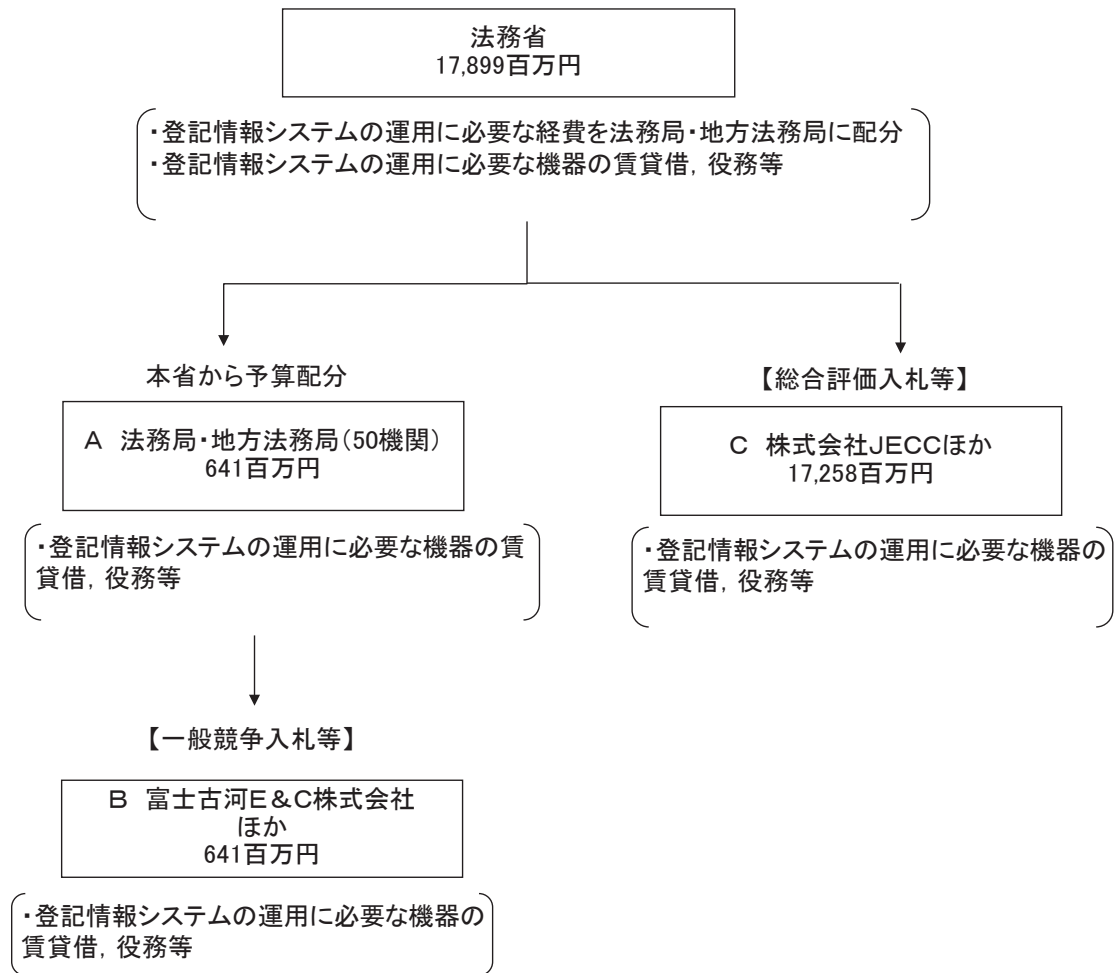 法務省
17,899百万円
・登記情報システムの運用に必要な経費を法務局・地方法務局に配分
・登記情報システムの運用に必要な機器の賃貸借, 役務等
本省から予算配分
A 法務局・地方法務局(50機関)
641百万円
・登記情報システムの運用に必要な機器の賃
貸借, 役務等
【総合評価入札等】
C 株式会社JECCほか
17,258百万円
・登記情報システムの運用に必要な機器の
賃貸借, 役務等
【一般競争入札等】
B 富士古河E&C株式会社
ほか
641百万円
・登記情報システムの運用に必要な機器の
賃貸借, 役務等